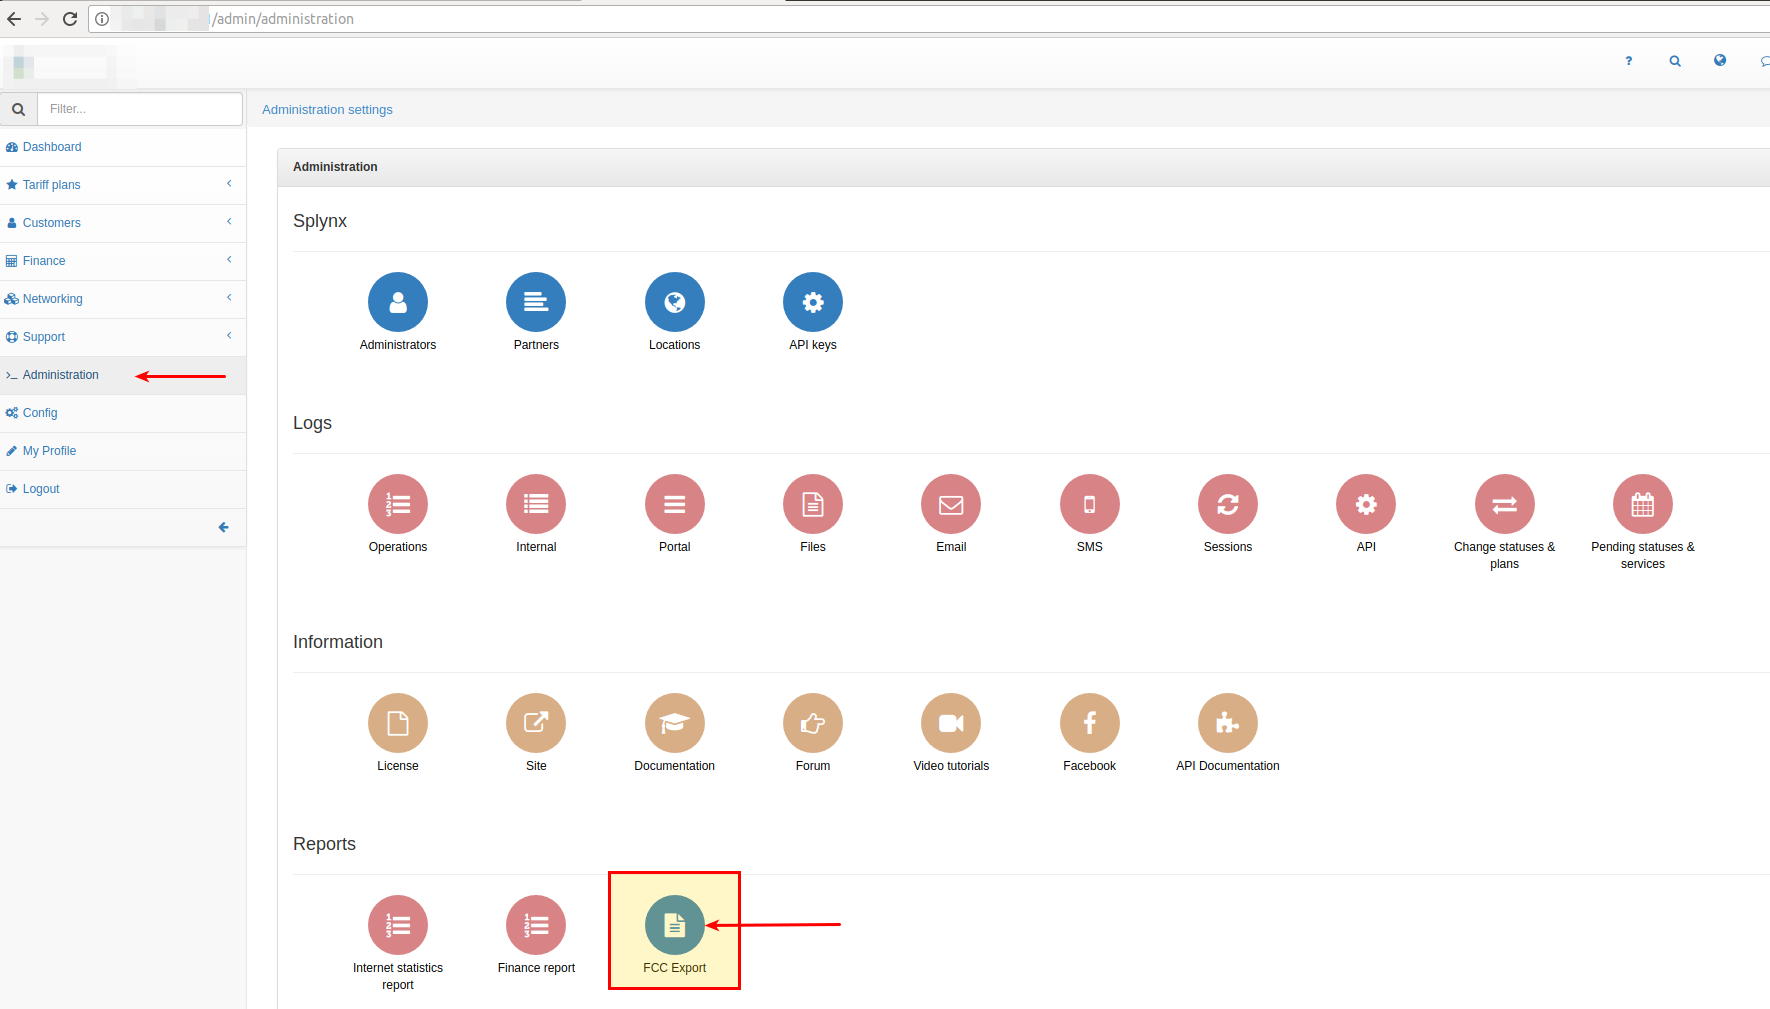 /admin/administration
?
Filter...
Administration settings
Dashboard
Tariff plans
Customers
Finance
Networking
Support
Administration
Config
My Profile
Logout
Administration
Splynx
Administrators
Partners
Locations
API keys
Logs
Operations
Internal
Portal
Files
Email
SMS
Sessions
API
Change statuses &
plans
Pending statuses &
services
Information
License
Site
Documentation
Forum
Video tutorials
Facebook
API Documentation
Reports
Internet statistics
report
Finance report
FCC Export